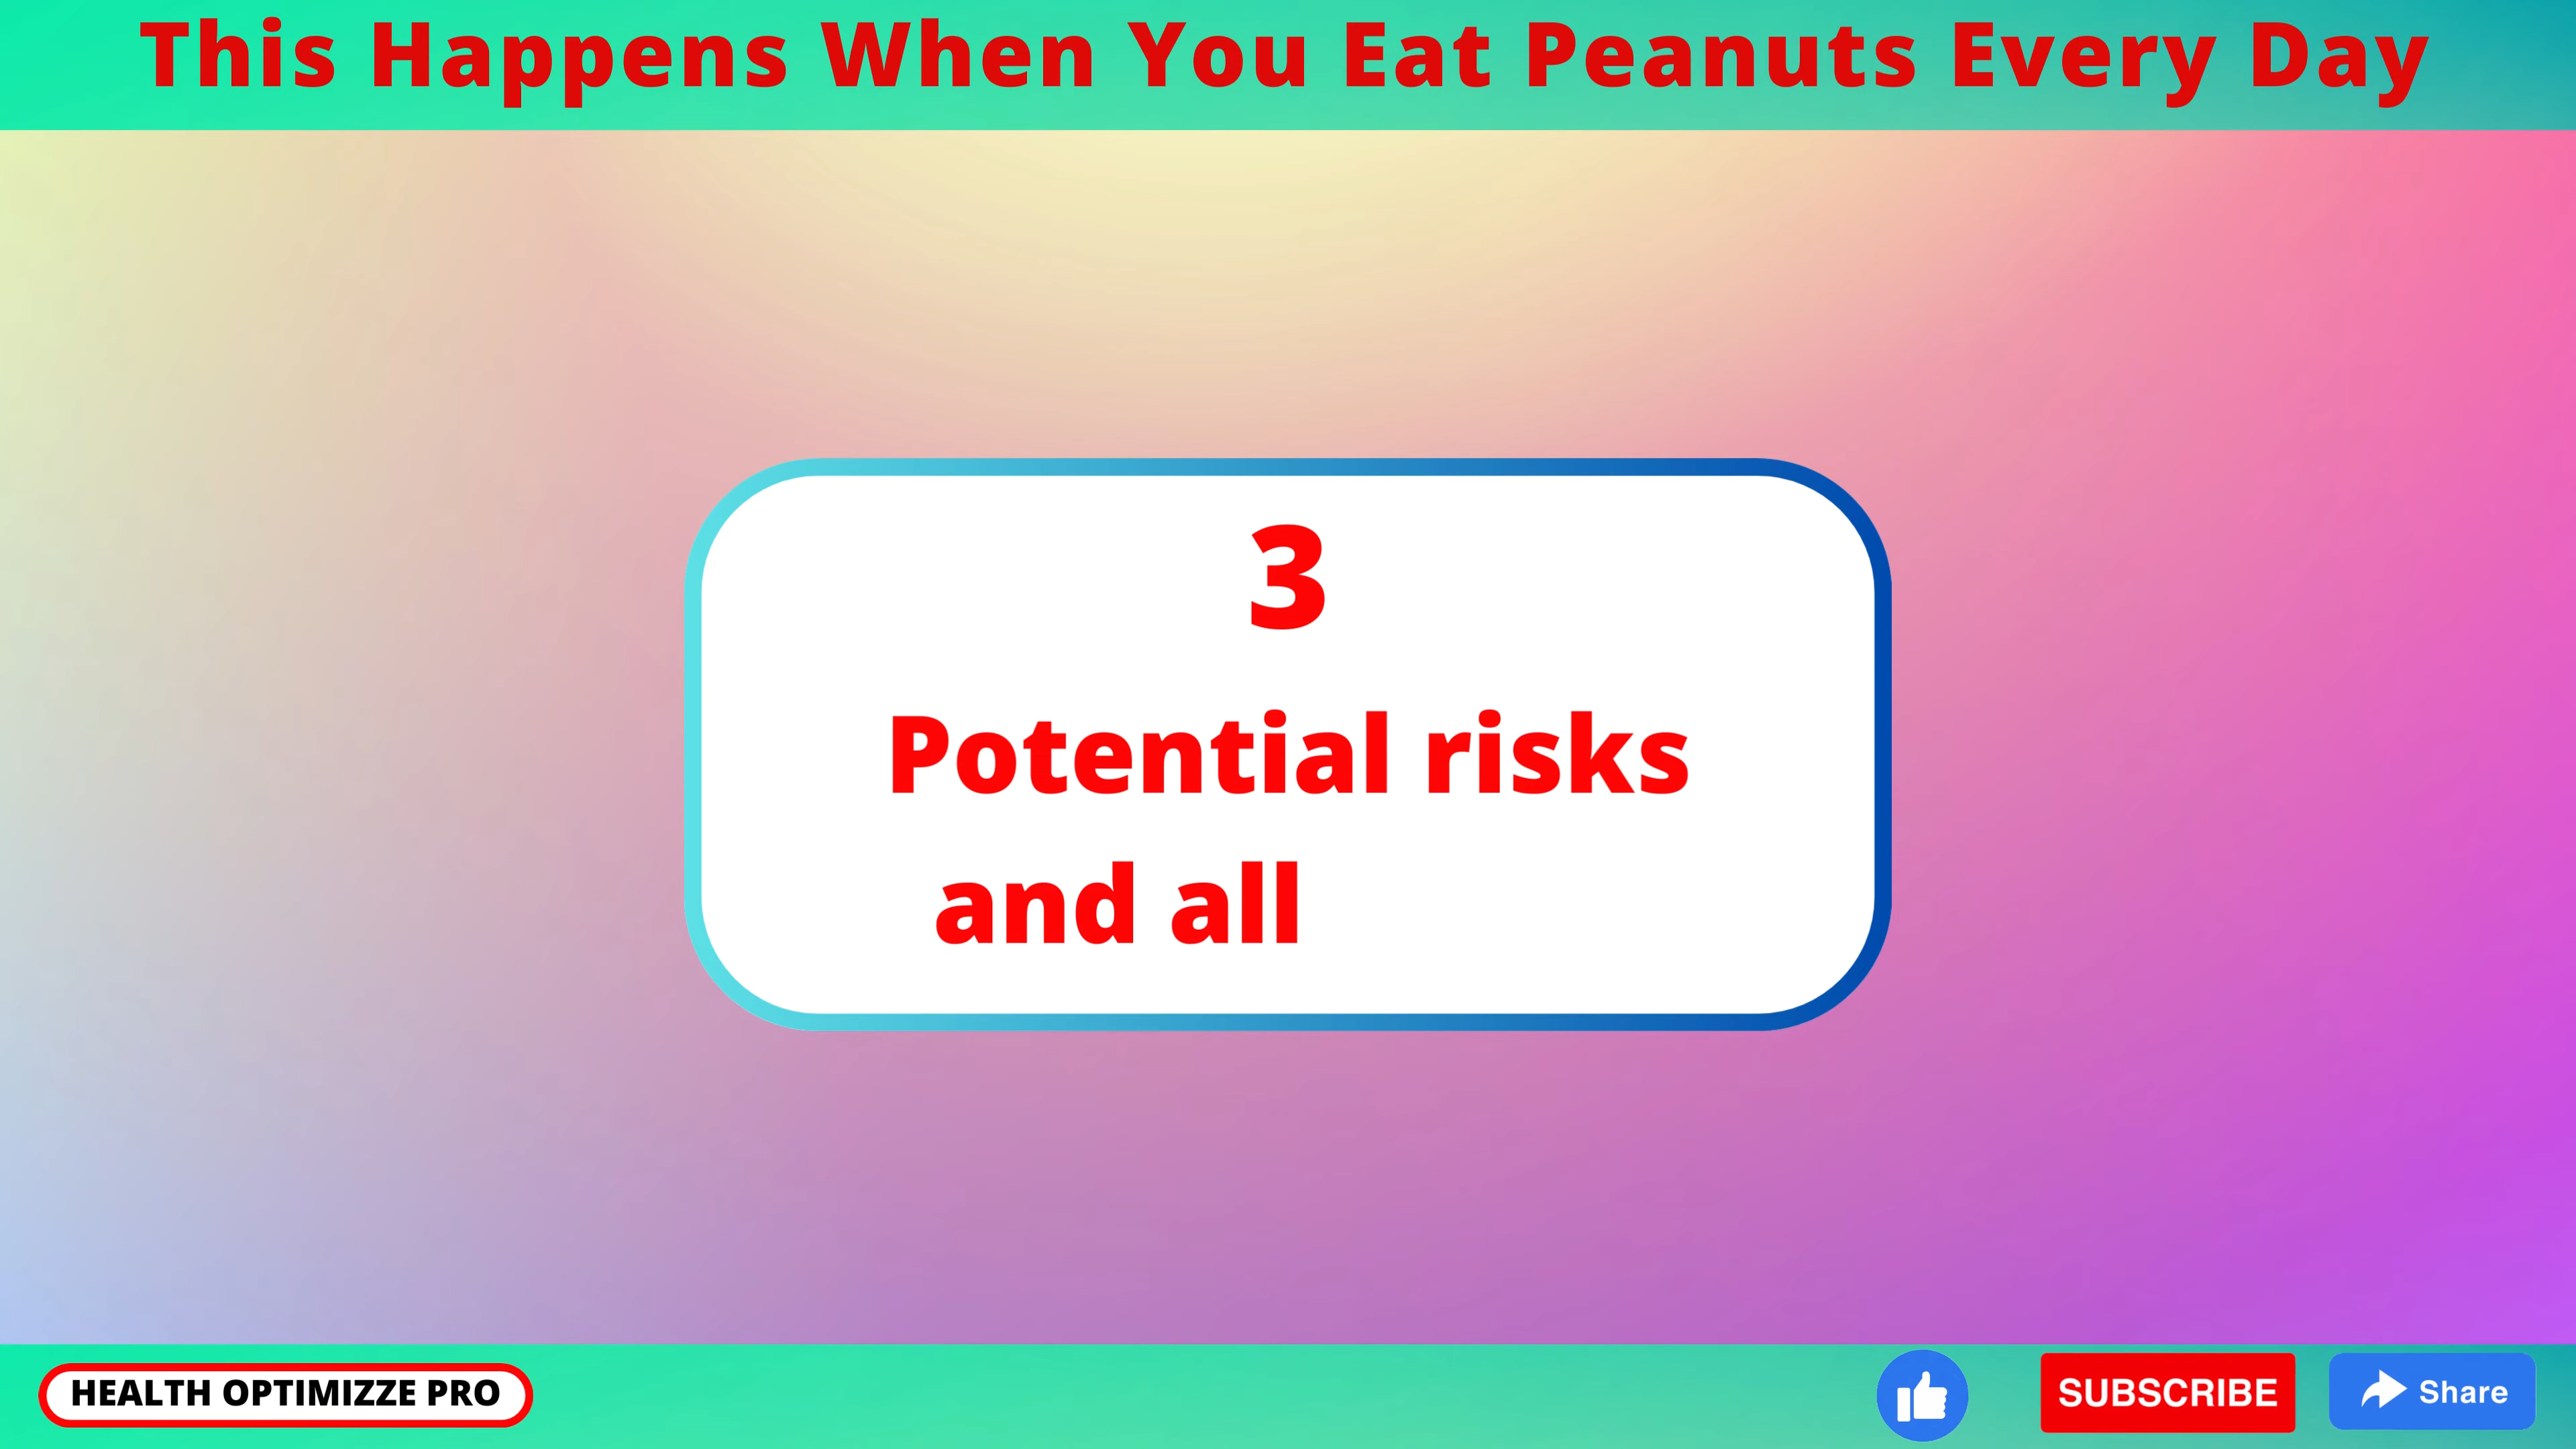 This Happens When You Eat Peanuts Every Day
3
Potential risks
and all
HEALTH OPTIMIZZE PRO
SUBSCRIBE
Share